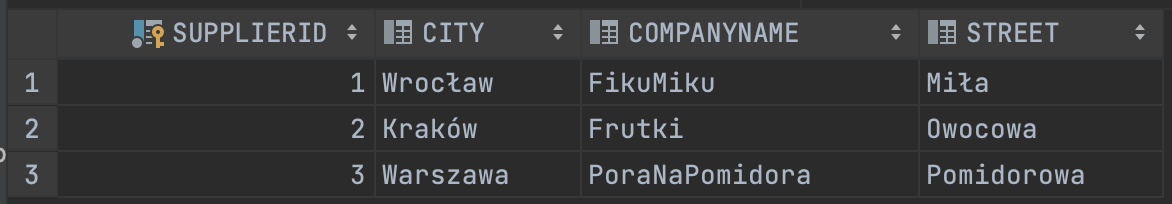 SUPPLIERID CITY COMPANYNAME STREET
1 1 Wrocław FikuMiku Miła
2 2 Kraków Frutki Owocowa
3 3 Warszawa PoraNaPomidora Pomidorowa